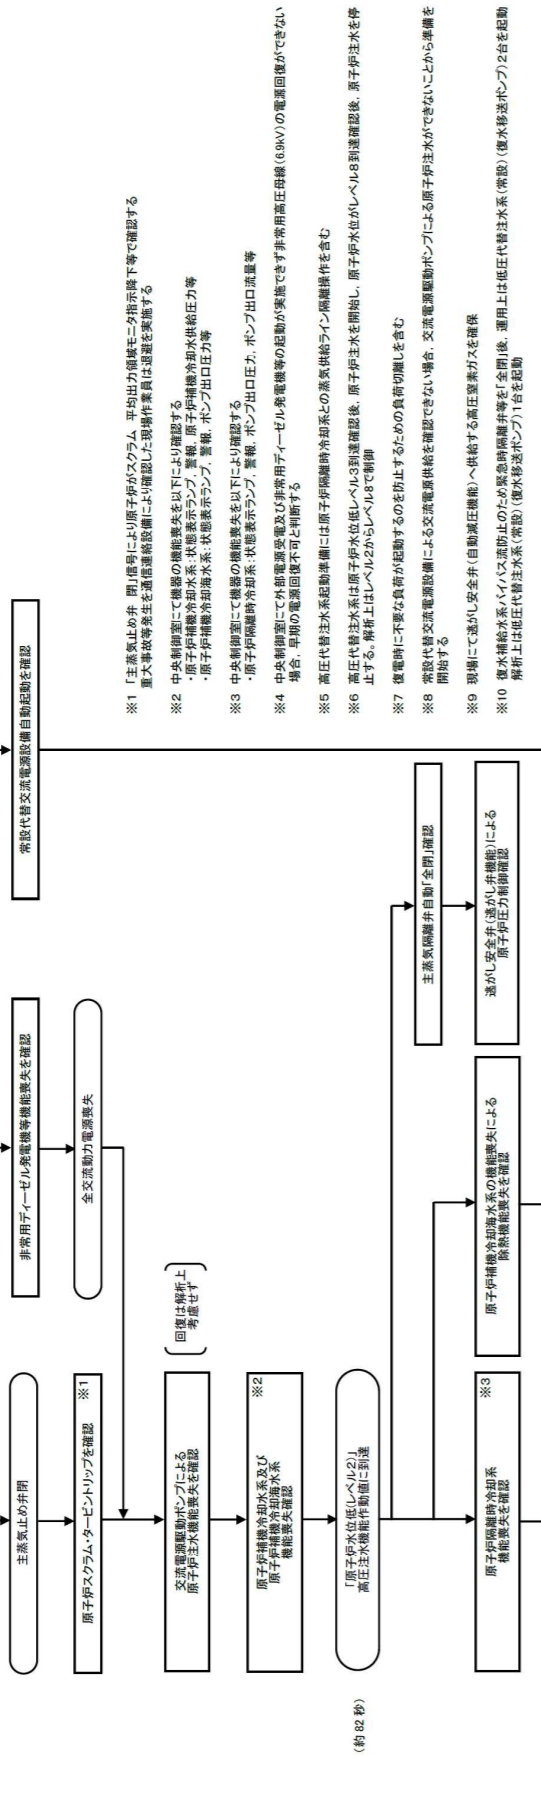 主蒸気止め弁閉
原子炉スクラム・タービントリップを確認
※1
非常用ディーゼル発電機等機能喪失を確認
全交流動力電源喪失
常設代替交流電源設備自動起動を確認
交流電源駆動ポンプによる
原子炉注水機能喪失を確認
回復は解析上
考慮せず
原子炉補機冷却水系及び
原子炉補機冷却海水系
機能喪失確認
※2
(約 82 秒)
「原子炉水位低(レベル2)」
高圧注水機能作動値に到達
原子炉隔離時冷却系
機能喪失を確認
※3
原子炉補機冷却海水系の機能喪失による
除熱機能喪失を確認
主蒸気隔離弁自動「全閉」確認
逃がし安全弁(逃がし弁機能)による
原子炉圧力制御確認
※1 「主蒸気止め弁 閉」信号により原子炉がスクラム 平均出力領域モニタ指示降下等で確認する
重大事故等発生を通信連絡設備により確認した現場作業員は退避を実施する
※2 中央制御室にて機器の機能喪失を以下により確認する
・原子炉補機冷却水系:状態表示ランプ、警報、原子炉補機冷却水供給圧力等
・原子炉補機冷却海水系:状態表示ランプ、警報、ポンプ出口圧力等
※3 中央制御室にて機器の機能喪失を以下により確認する
・原子炉隔離時冷却系:状態表示ランプ、警報、ポンプ出口圧力、ポンプ出口流量等
※4 中央制御室にて外部電源受電及び非常用ディーゼル発電機等の起動が実施できず非常用高圧母線(6.9kV)の電源回復ができない
場合、早期の電源回復不可と判断する
※5 高圧代替注水系起動準備には原子炉隔離時冷却系との蒸気供給ライン隔離操作を含む
※6 高圧代替注水系は原子炉水位低レベル3到達確認後、原子炉注水を開始し、原子炉水位がレベル8到達確認後、原子炉注水を停
止する。解析上はレベル2からレベル8で制御
※7 復電時に不要な負荷が起動するのを防止するための負荷切離しを含む
※8 常設代替交流電源設備による交流電源供給を確認できない場合、交流電源駆動ポンプによる原子炉注水ができないことから準備を
開始する
※9 現場にて逃がし安全弁(自動減圧機能)へ供給する高圧窒素ガスを確保
※10 復水補給水系バイパス流防止のため緊急時隔離弁等を「全閉」後、運用上は低圧代替注水系(常設)(復水移送ポンプ)2台を起動
解析上は低圧代替注水系(常設)(復水移送ポンプ)1台を起動